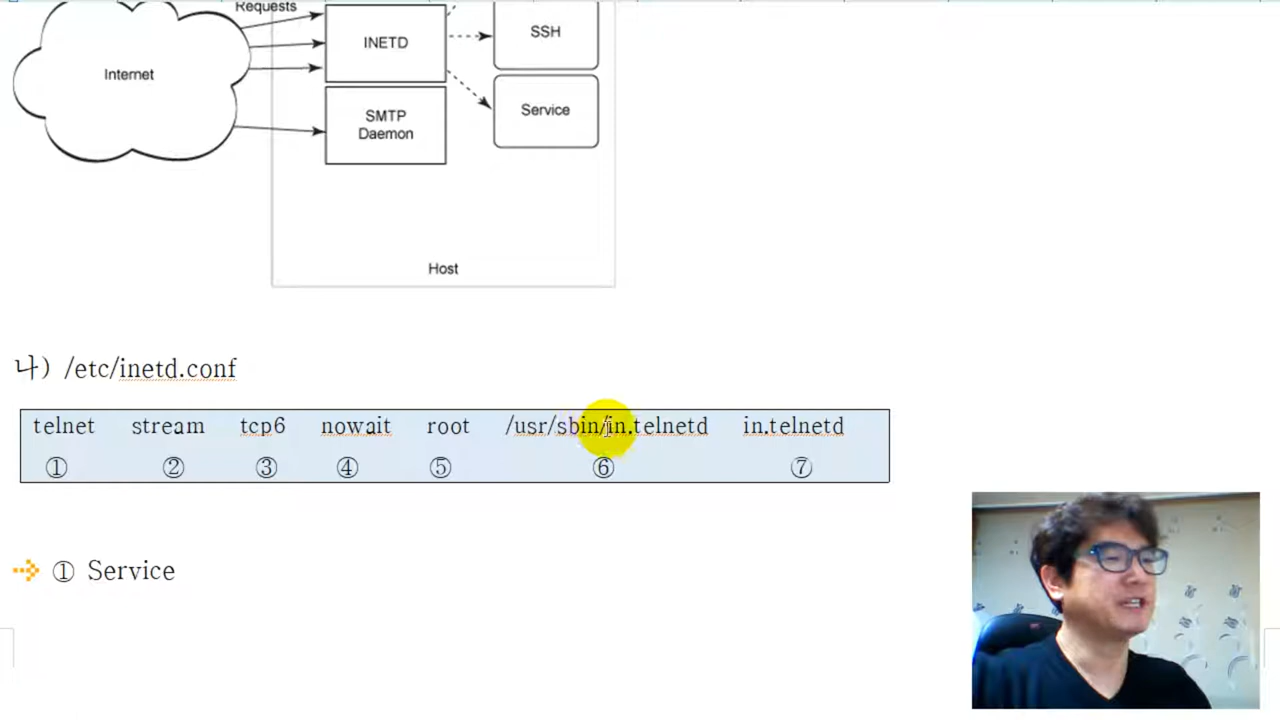 Requests
Internet
INETD
SSH
Service
SMTP
Daemon
Host
나) /etc/inetd.conf
telnet stream tcp6 nowait root /usr/sbin/in.telnetd in.telnetd
① ② ③ ④ ⑤ ⑥ ⑦
① Service